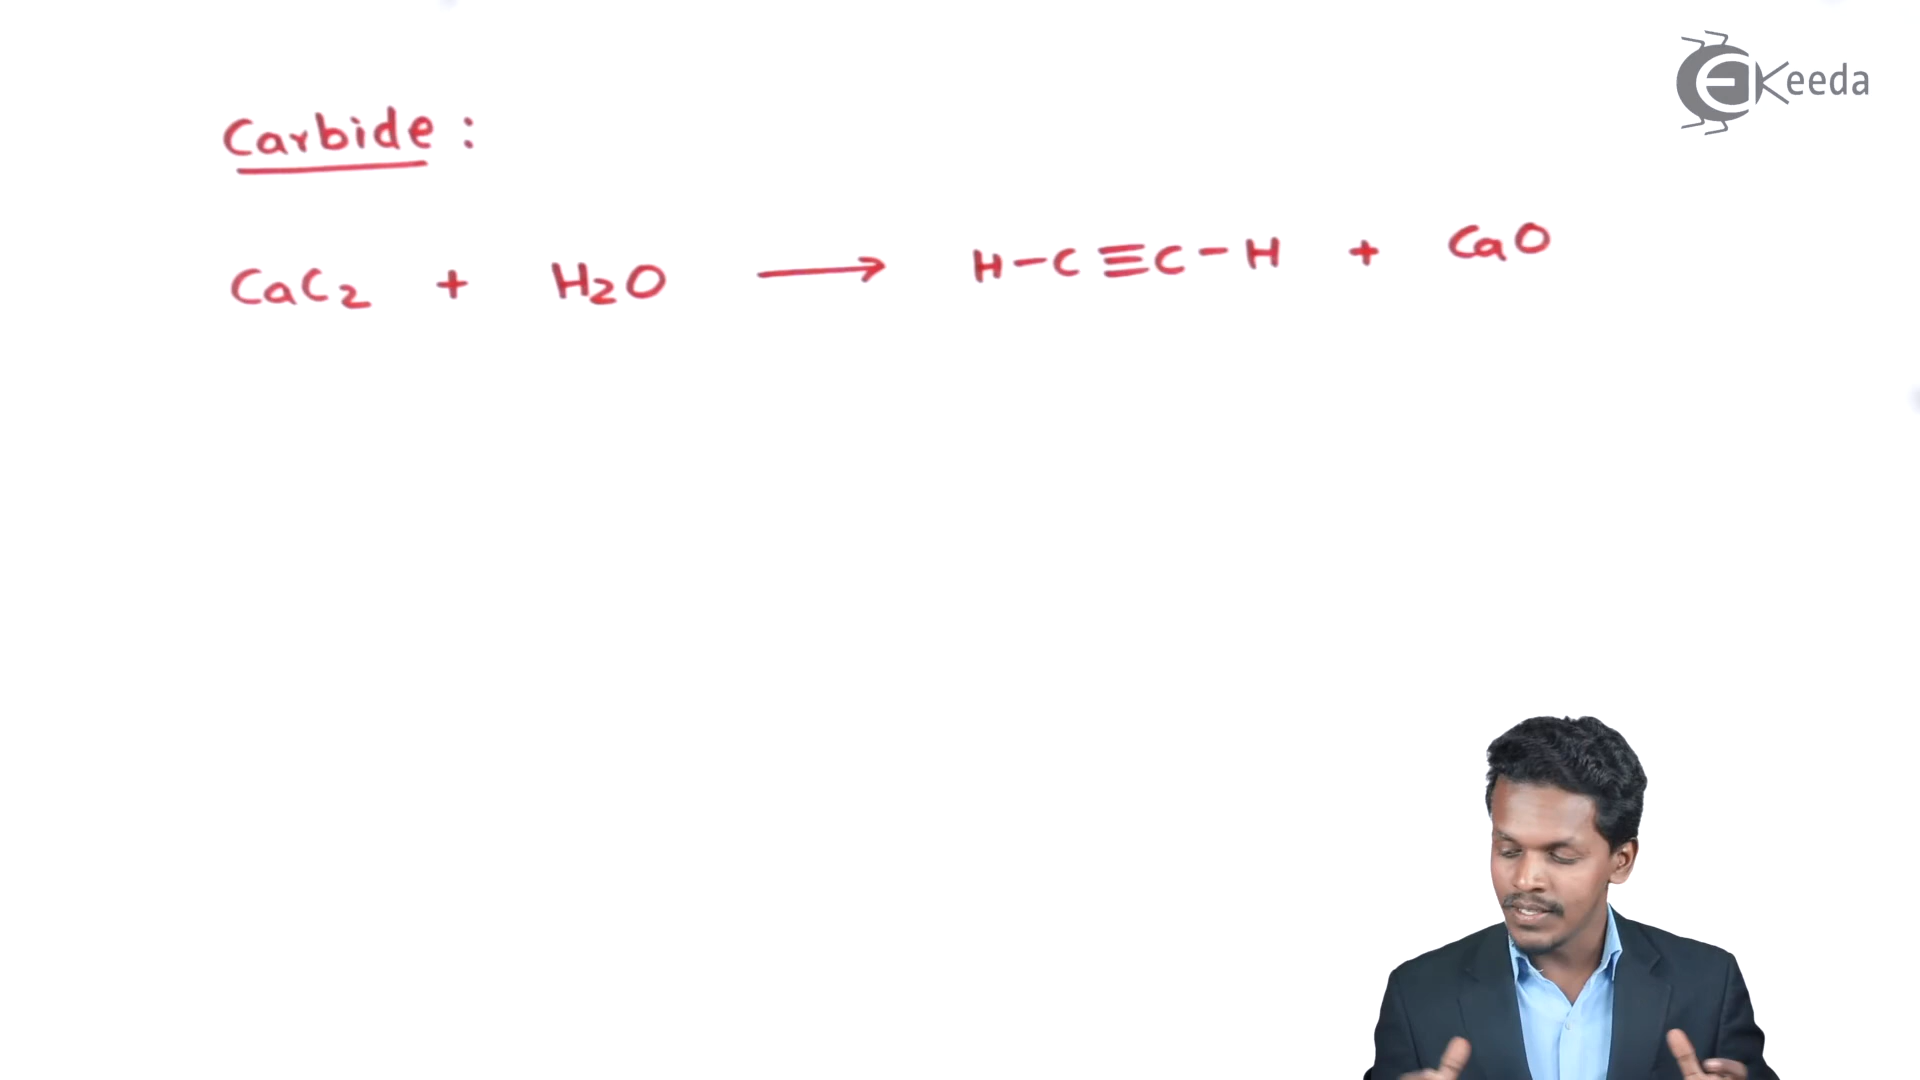 Keeda
Carbide :
CaC2 + H2O ⟶ H-C≡C-H + CaO